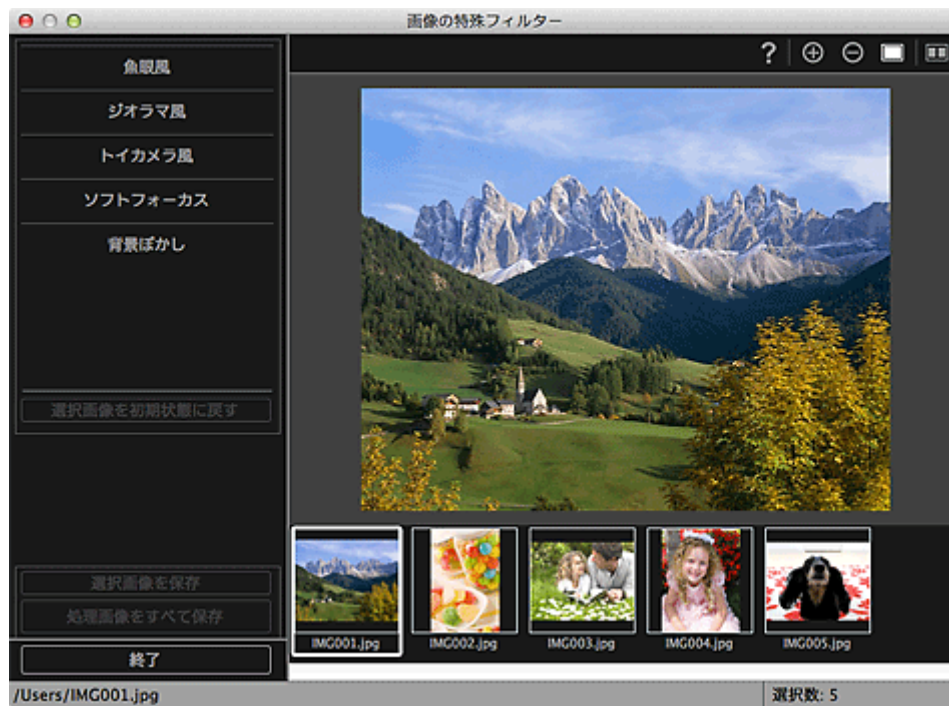 画像の特殊フィルター
?
魚眼風
ジオラマ風
トイカメラ風
ソフトフォーカス
背景ぼかし
選択画像を初期状態に戻す
選択画像を保存
処理画像をすべて保存
終了
IMG001.jpg
IMG002.jpg
IMG003.jpg
IMG004.jpg
IMG005.jpg
/Users/IMG001.jpg
選択数: 5